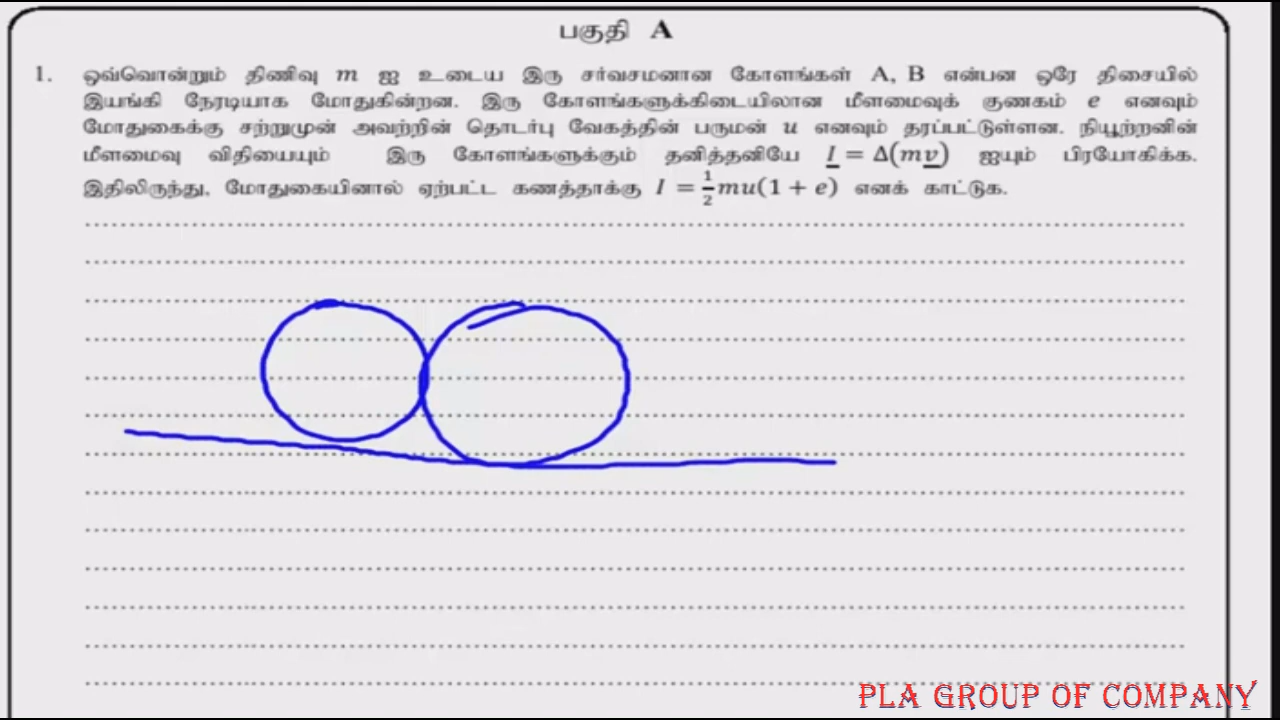 பகுதி A
1. ஒவ்வொன்றும் திணிவு m ஐ உடைய இரு சர்வசமனான கோளங்கள் A, B என்பன ஒரே திசையில்
இயங்கி நேரடியாக மோதுகின்றன. இரு கோளங்களுக்கிடையிலான மீளமைவுக் குணகம் e எனவும்
மோதுகைக்கு சற்றுமுன் அவற்றின் தொடர்பு வேகத்தின் பருமன் u எனவும் தரப்பட்டுள்ளன. நியூற்றனின்
மீளமைவு விதியையும் இரு கோளங்களுக்கும் தனித்தனியே I = Δ(mv) ஐயும் பிரயோகிக்க.
இதிலிருந்து, மோதுகையினால் ஏற்பட்ட கணத்தாக்கு I = 1/2 mu(1 + e) எனக் காட்டுக.
PLA GROUP OF COMPANY